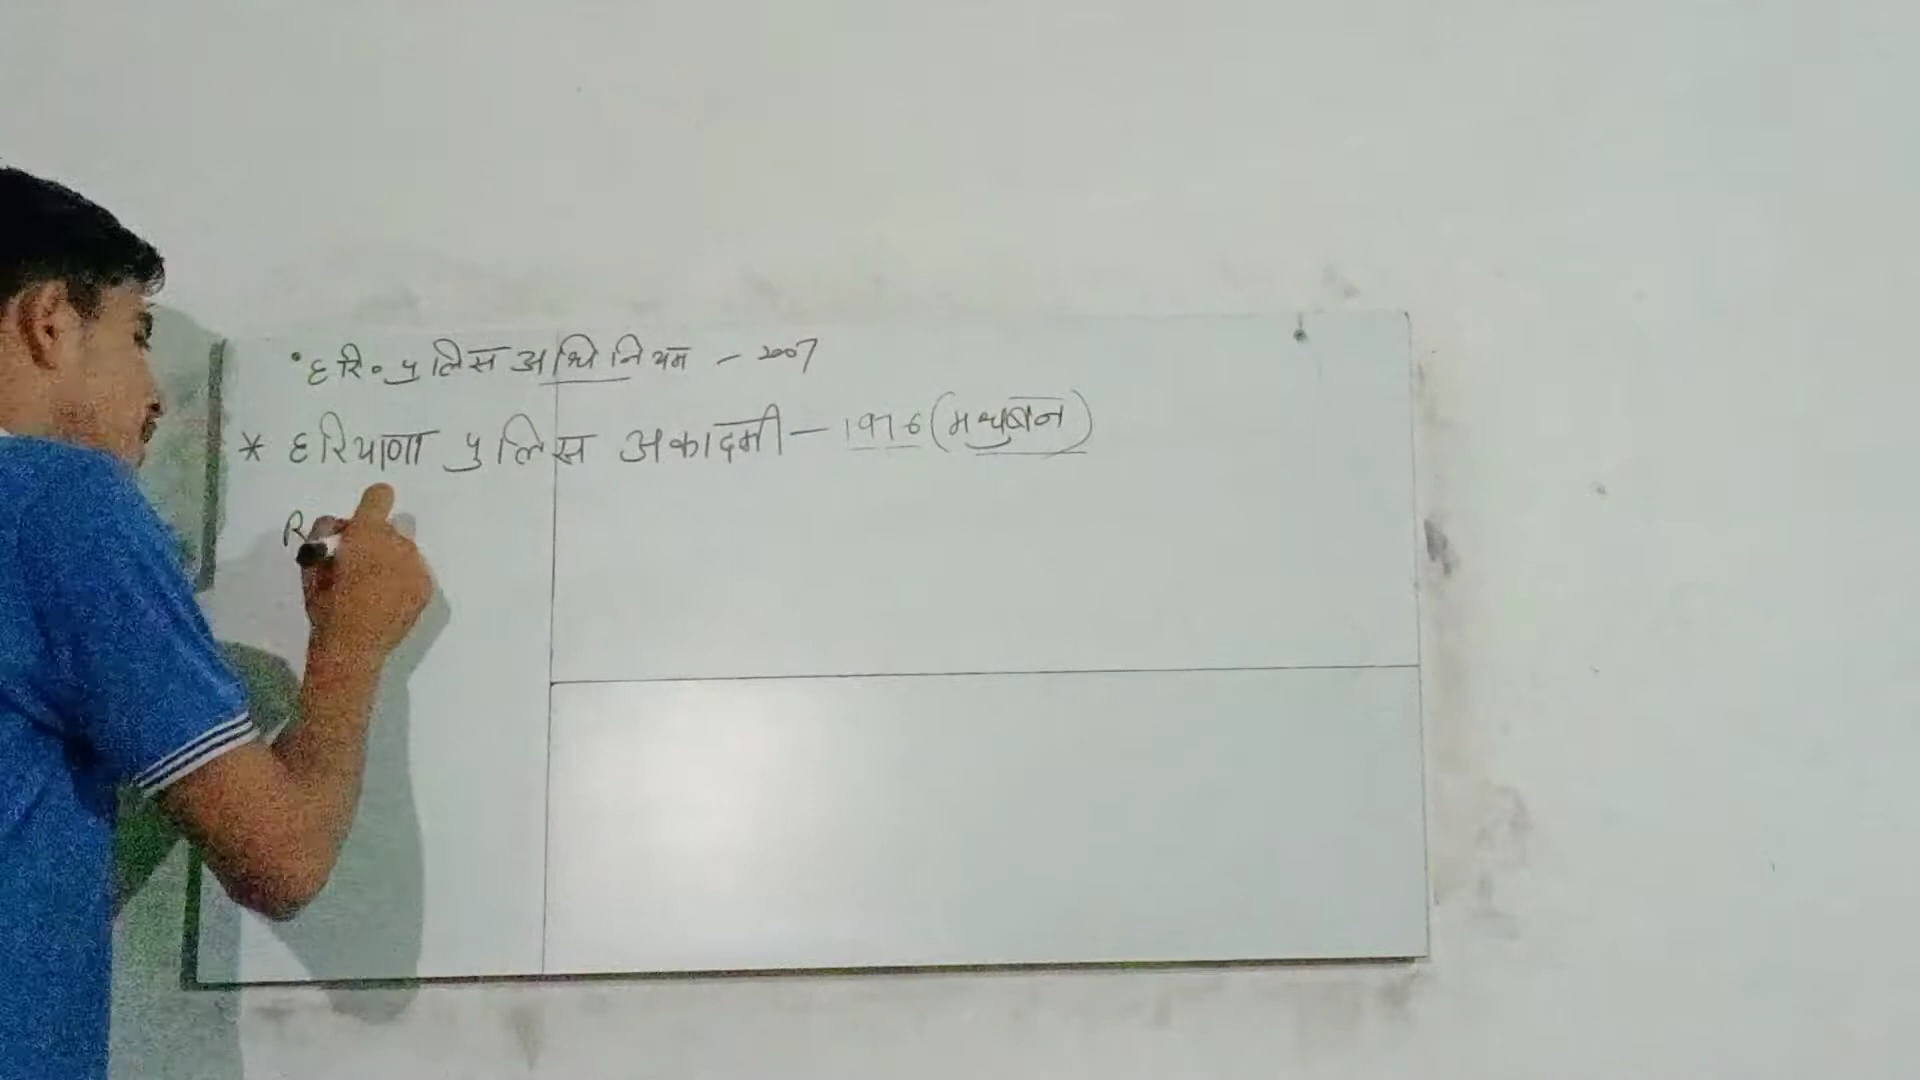 • हरि० पुलिस अधिनियम - 2007
* हरियाणा पुलिस अकादमी - 1976 (मधुबन)
R